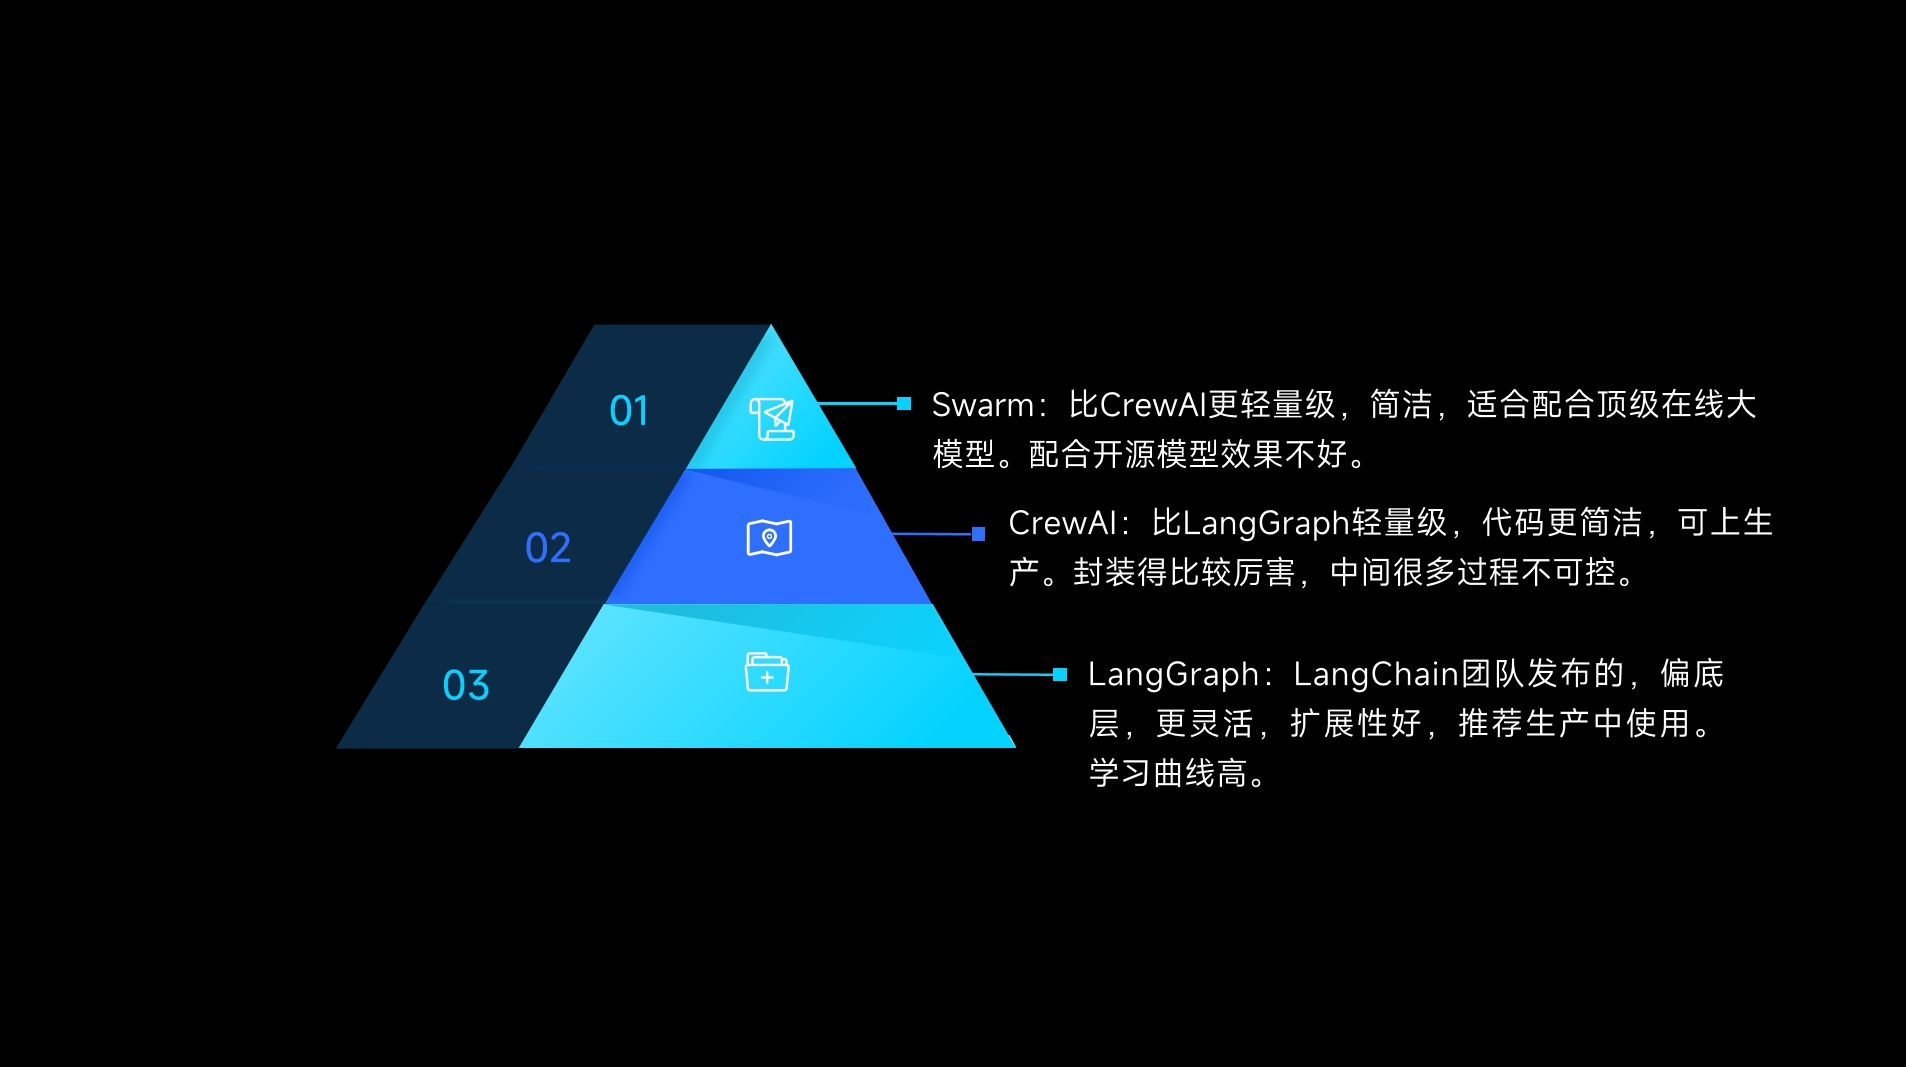 01
Swarm：比CrewAI更轻量级，简洁，适合配合顶级在线大
模型。配合开源模型效果不好。
02
CrewAI：比LangGraph轻量级，代码更简洁，可上生
产。封装得比较厉害，中间很多过程不可控。
03
LangGraph：LangChain团队发布的，偏底
层，更灵活，扩展性好，推荐生产中使用。
学习曲线高。